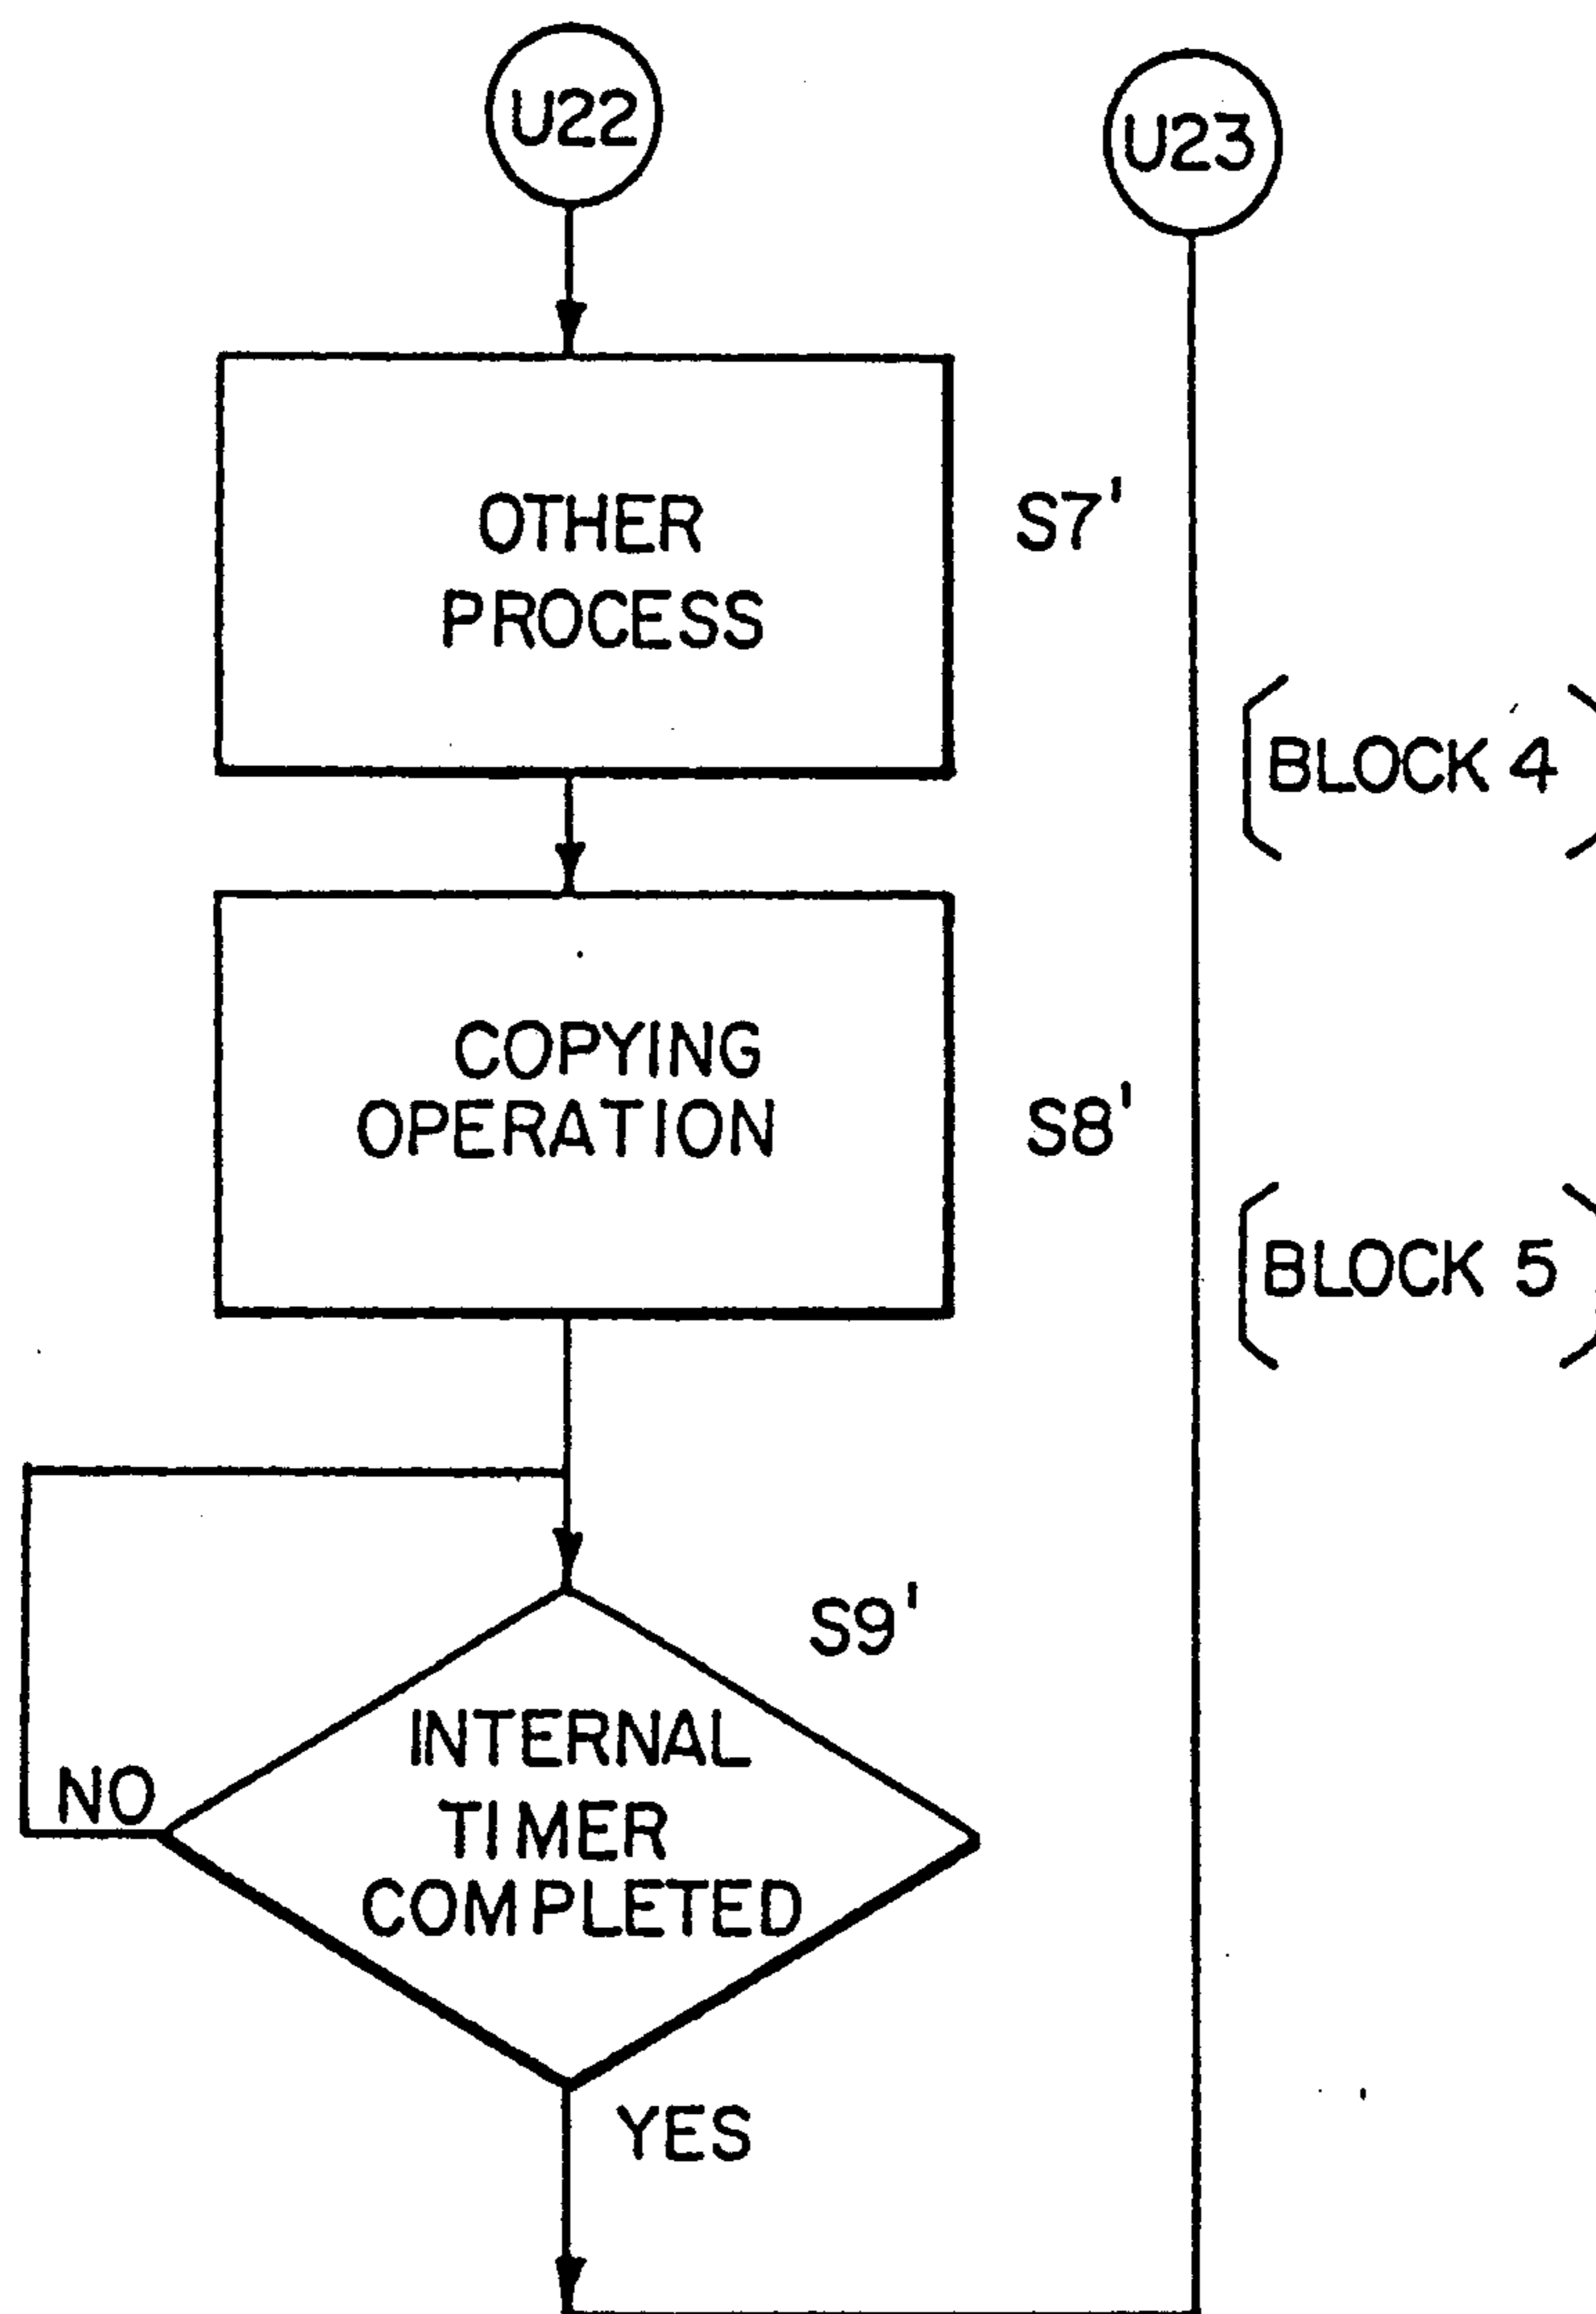 U22
U23
OTHER
PROCESS
S7'
(BLOCK 4)
COPYING
OPERATION
S8'
(BLOCK 5)
S9'
INTERNAL
TIMER
COMPLETED
NO
YES